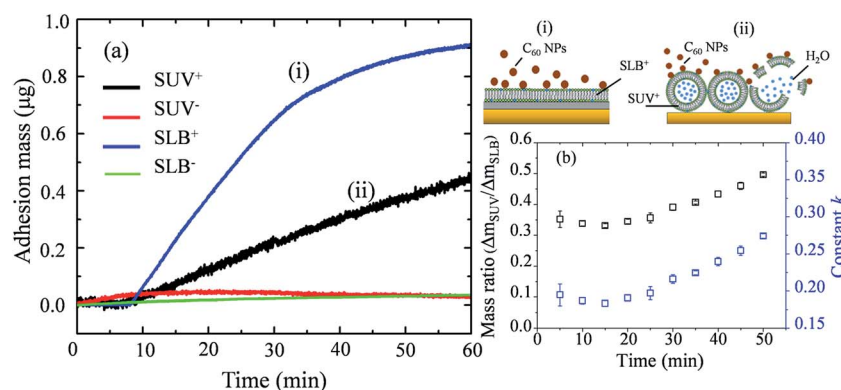 (a)
SUV⁺
SUV⁻
SLB⁺
SLB⁻
(i)
(ii)
Adhesion mass (μg)
1.0
0.8
0.6
0.4
0.2
0.0
0 10 20 30 40 50 60
Time (min)
(i)
C₆₀ NPs
SLB⁺
(ii)
C₆₀ NPs
H₂O
SUV⁺
(b)
Mass ratio (Δm_SUV/Δm_SLB)
0.6
0.5
0.4
0.3
0.2
0.1
0.0
0 10 20 30 40 50
Time (min)
0.40
0.35
0.30
0.25
0.20
0.15
Constant k